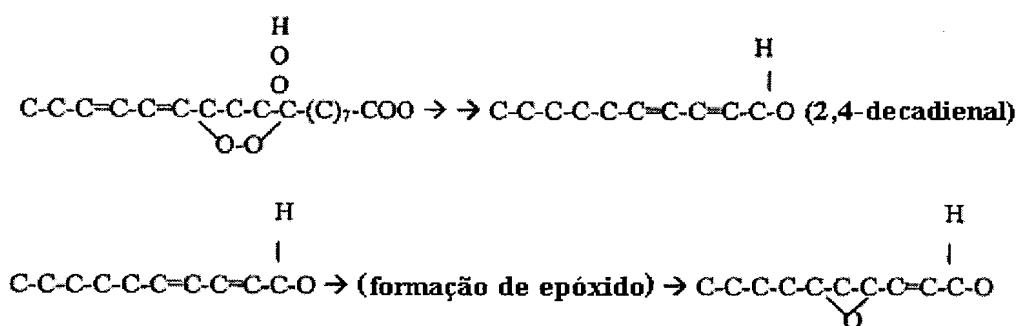 H
O
O
C-C-C=C-C=C-C-C-C-(C)₇-COO → → C-C-C-C-C-C=C-C=C-C-O (2,4-decadienal)
H
O-O
H
H
C-C-C-C-C-C=C-C=C-C-O → (formação de epóxido) → C-C-C-C-C-C-C-C=C-C-O
O